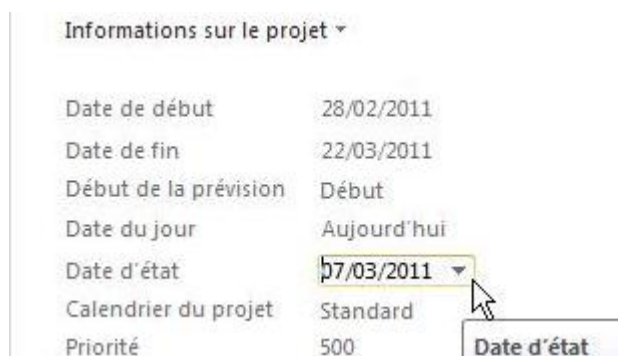 Informations sur le projet
Date de début 28/02/2011
Date de fin 22/03/2011
Début de la prévision Début
Date du jour Aujourd'hui
Date d'état 07/03/2011
Calendrier du projet Standard
Priorité 500 Date d'état